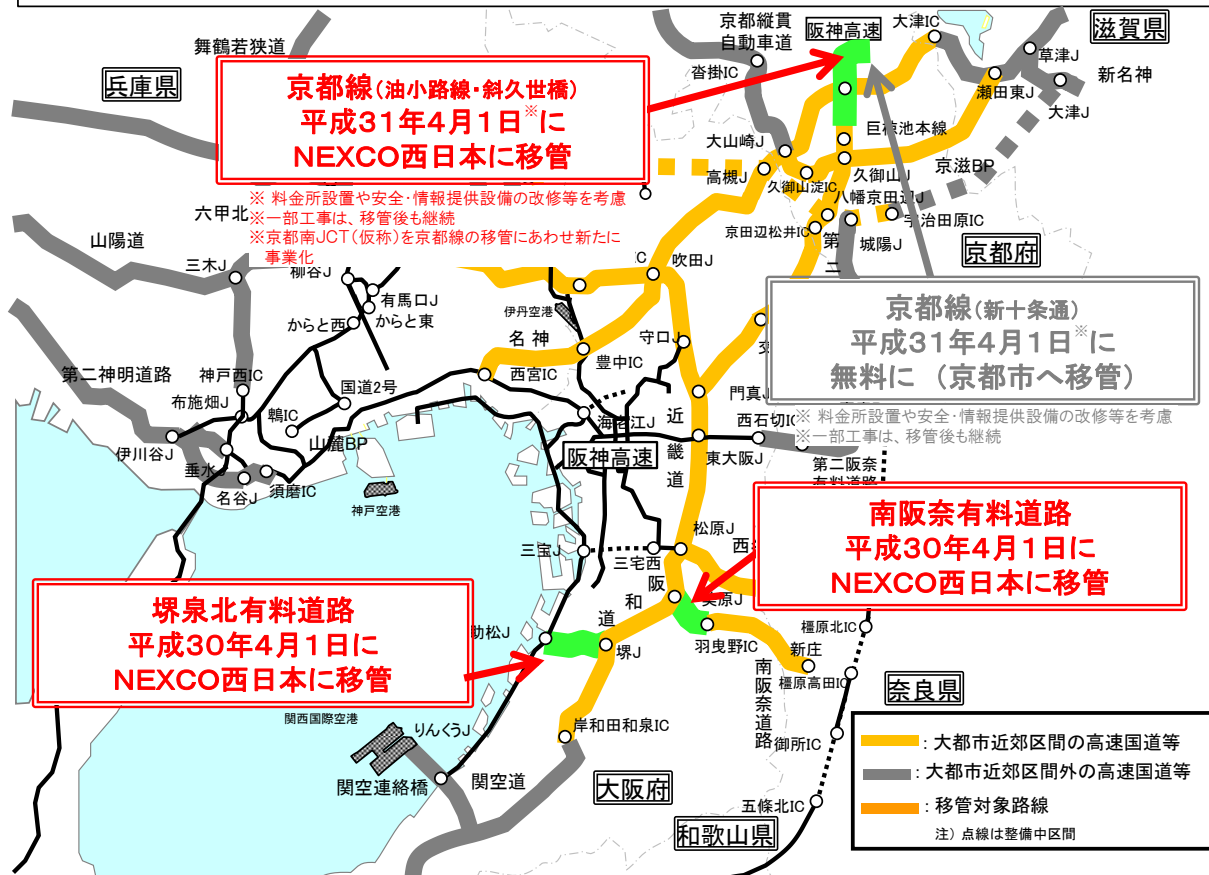 京都縦貫
自動車道
阪神高速
大津IC
滋賀県
舞鶴若狭道
兵庫県
沓掛IC
草津J
新名神
瀬田東J
大津J
京都線(油小路線・斜久世橋)
平成31年4月1日※に
NEXCO西日本に移管
大山崎J
巨椋池本線
京滋BP
高槻J
久御山淀IC
久御山J
八幡京田辺J
宇治田原IC
※ 料金所設置や安全・情報提供設備の改修等を考慮
※一部工事は、移管後も継続
※京都南JCT(仮称)を京都線の移管にあわせ新たに
事業化
六甲北
山陽道
京田辺松井IC
第二
城陽J
京都府
三木J
柳谷J
IC
吹田J
有馬口J
からと西
からと東
伊丹空港
守口J
交
京都線(新十条通)
平成31年4月1日※に
無料に (京都市へ移管)
※ 料金所設置や安全・情報提供設備の改修等を考慮
※一部工事は、移管後も継続
名神
豊中IC
西宮IC
門真J
第二神明道路
神戸西IC
国道2号
布施畑J
鵯IC
山麓BP
海老江J
近畿道
西石切IC
伊川谷J
阪神高速
東大阪J
第二阪奈
有料道路
垂水J
名谷J
須磨IC
神戸空港
南阪奈有料道路
平成30年4月1日に
NEXCO西日本に移管
松原J
西
三宝J
三宅西
阪和道
美原J
堺泉北有料道路
平成30年4月1日に
NEXCO西日本に移管
助松J
堺J
羽曳野IC
新庄
橿原北IC
橿原高田IC
南阪奈道路
奈良県
関西国際空港
りんくうJ
岸和田和泉IC
御所IC
関空連絡橋
関空道
大阪府
五條北IC
和歌山県
: 大都市近郊区間の高速国道等
: 大都市近郊区間外の高速国道等
: 移管対象路線
注) 点線は整備中区間